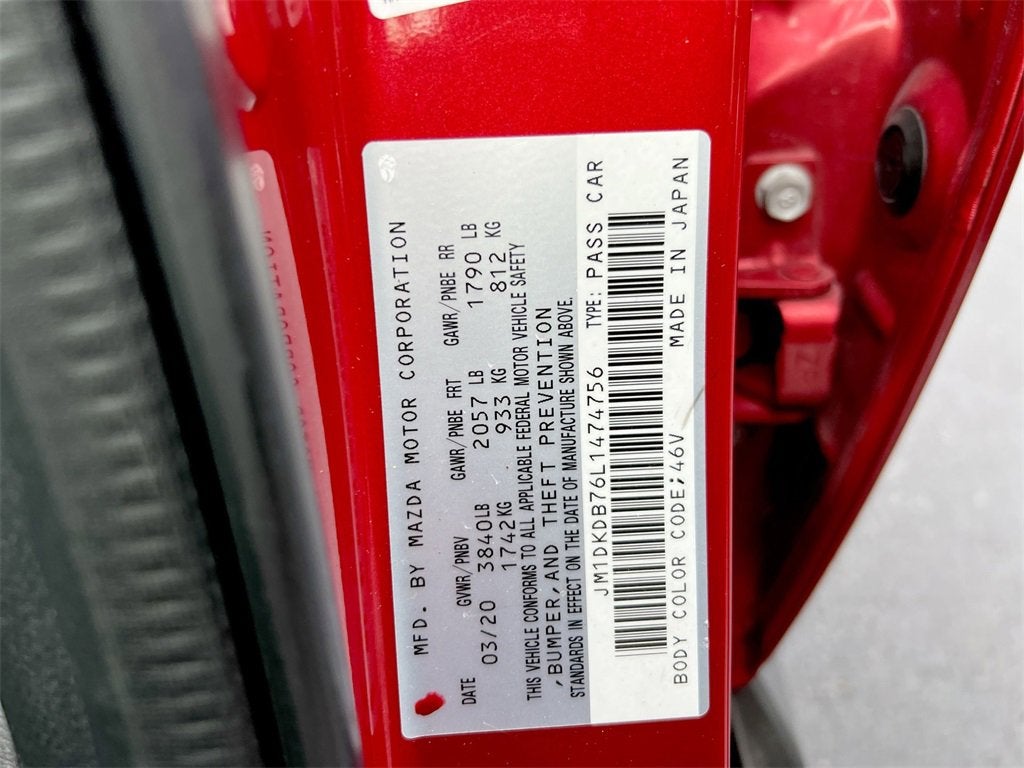 MFD. BY MAZDA MOTOR CORPORATION
DATE GVWR/PNBV GAWR/PNBE FRT GAWR/PNBE RR
03/20 3840LB 2057 LB 1790 LB
1742KG 933 KG 812 KG
THIS VEHICLE CONFORMS TO ALL APPLICABLE FEDERAL MOTOR VEHICLE SAFETY
,BUMPER,AND THEFT PREVENTION
STANDARDS IN EFFECT ON THE DATE OF MANUFACTURE SHOWN ABOVE.
JM1DKDB76L1474756 TYPE: PASS CAR
BODY COLOR CODE;46V MADE IN JAPAN